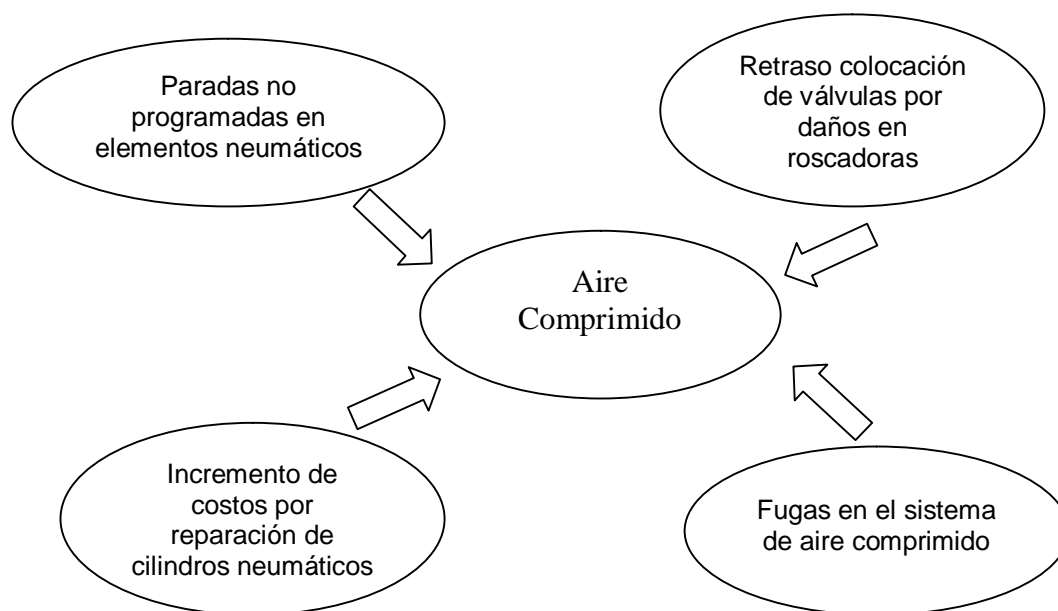 Paradas no
programadas en
elementos neumáticos
Retraso colocación
de válvulas por
daños en
roscadoras
Aire
Comprimido
Incremento de
costos por
reparación de
cilindros neumáticos
Fugas en el sistema
de aire comprimido